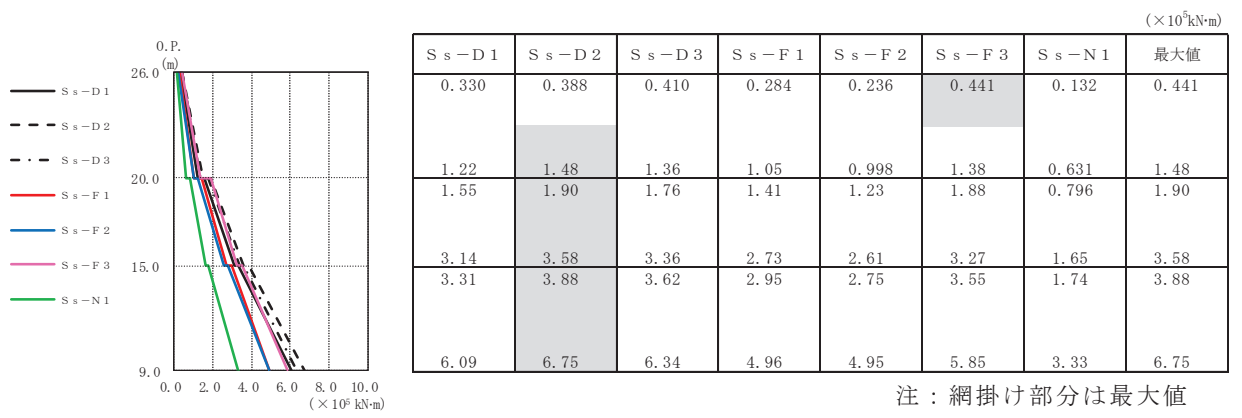 O.P.
(m)
26.0
20.0
15.0
9.0
0.0 2.0 4.0 6.0 8.0 10.0
(×10⁵ kN･m)
Ｓｓ－Ｄ１
Ｓｓ－Ｄ２
Ｓｓ－Ｄ３
Ｓｓ－Ｆ１
Ｓｓ－Ｆ２
Ｓｓ－Ｆ３
Ｓｓ－Ｎ１
(×10⁵kN･m)
Ｓｓ－Ｄ１ Ｓｓ－Ｄ２ Ｓｓ－Ｄ３ Ｓｓ－Ｆ１ Ｓｓ－Ｆ２ Ｓｓ－Ｆ３ Ｓｓ－Ｎ１ 最大値
0.330 0.388 0.410 0.284 0.236 0.441 0.132 0.441
1.22 1.48 1.36 1.05 0.998 1.38 0.631 1.48
1.55 1.90 1.76 1.41 1.23 1.88 0.796 1.90
3.14 3.58 3.36 2.73 2.61 3.27 1.65 3.58
3.31 3.88 3.62 2.95 2.75 3.55 1.74 3.88
6.09 6.75 6.34 4.96 4.95 5.85 3.33 6.75
注：網掛け部分は最大値